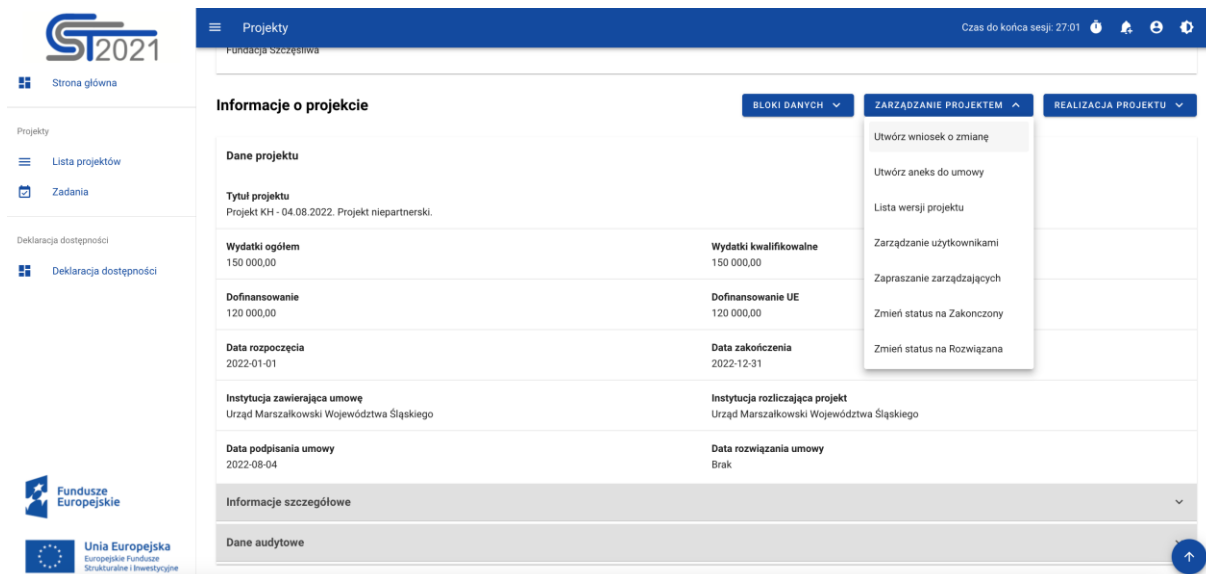 ST2021
Projekty
Czas do końca sesji: 27:01
Fundacja Szczęśliwa
Strona główna
Projekty
Lista projektów
Zadania
Deklaracja dostępności
Deklaracja dostępności
Informacje o projekcie
BLOKI DANYCH
ZARZĄDZANIE PROJEKTEM
REALIZACJA PROJEKTU
Utwórz wniosek o zmianę
Utwórz aneks do umowy
Lista wersji projektu
Zarządzanie użytkownikami
Zapraszanie zarządzających
Zmień status na Zakonczony
Zmień status na Rozwiązana
Dane projektu
Tytuł projektu
Projekt KH - 04.08.2022. Projekt niepartnerski.
Wydatki ogółem
150 000,00
Wydatki kwalifikowalne
150 000,00
Dofinansowanie
120 000,00
Dofinansowanie UE
120 000,00
Data rozpoczęcia
2022-01-01
Data zakończenia
2022-12-31
Instytucja zawierająca umowę
Urząd Marszałkowski Województwa Śląskiego
Instytucja rozliczająca projekt
Urząd Marszałkowski Województwa Śląskiego
Data podpisania umowy
2022-08-04
Data rozwiązania umowy
Brak
Informacje szczegółowe
Dane audytowe
Fundusze
Europejskie
Unia Europejska
Europejskie Fundusze
Strukturalne i Inwestycyjne